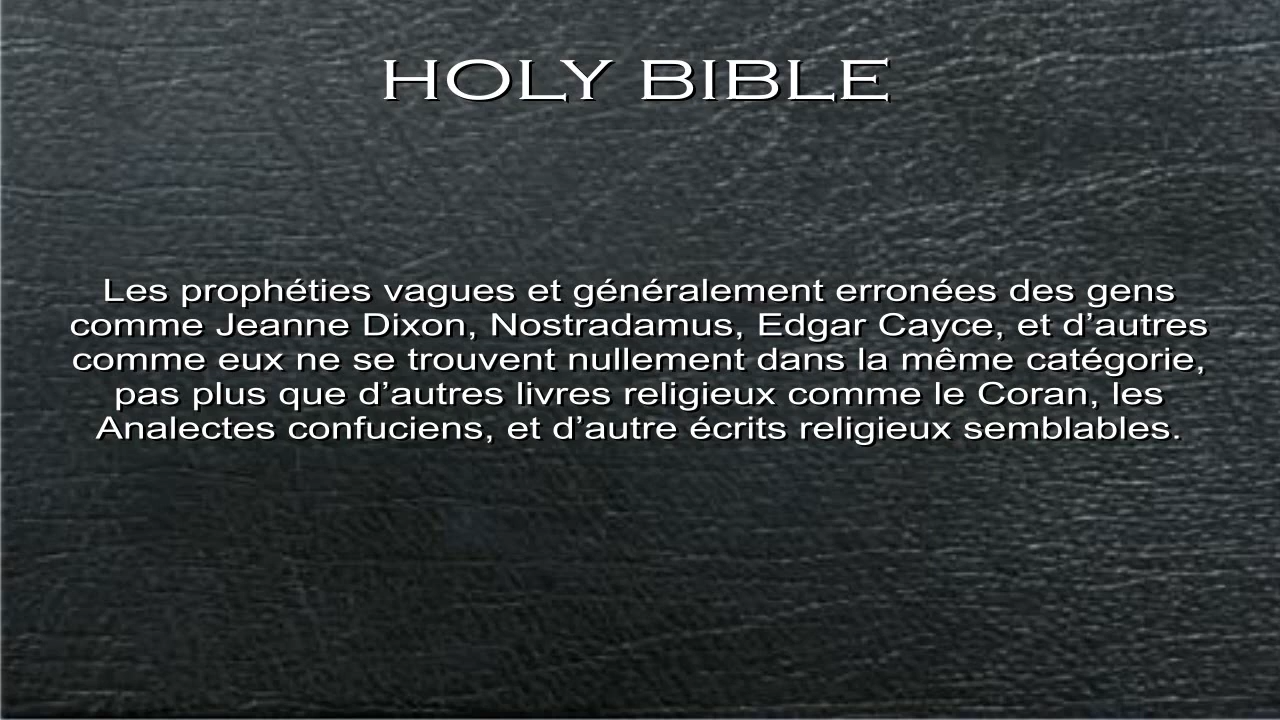 HOLY BIBLE
Les prophéties vagues et généralement erronées des gens
comme Jeanne Dixon, Nostradamus, Edgar Cayce, et d’autres
comme eux ne se trouvent nullement dans la même catégorie,
pas plus que d’autres livres religieux comme le Coran, les
Analectes confuciens, et d’autre écrits religieux semblables.